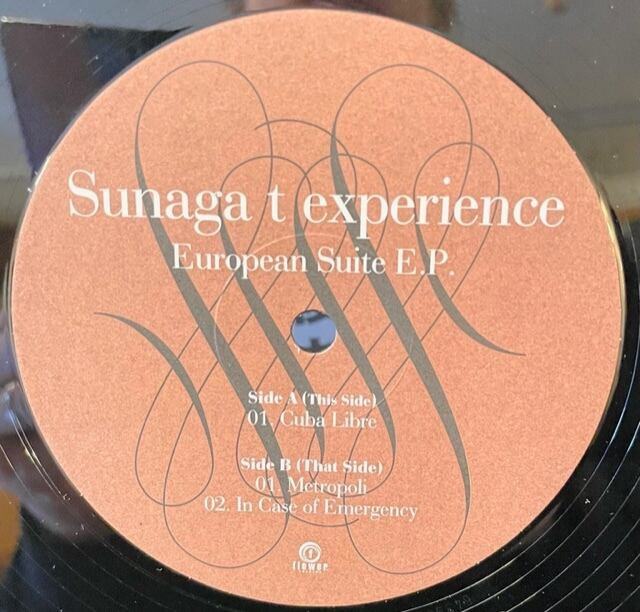 Sunaga t experience
European Suite E.P.
Side A (This Side)
01. Cuba Libre
Side B (That Side)
01. Metropoli
02. In Case of Emergency
flower